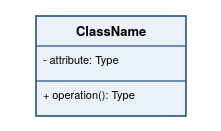 ClassName
- attribute: Type
+ operation(): Type